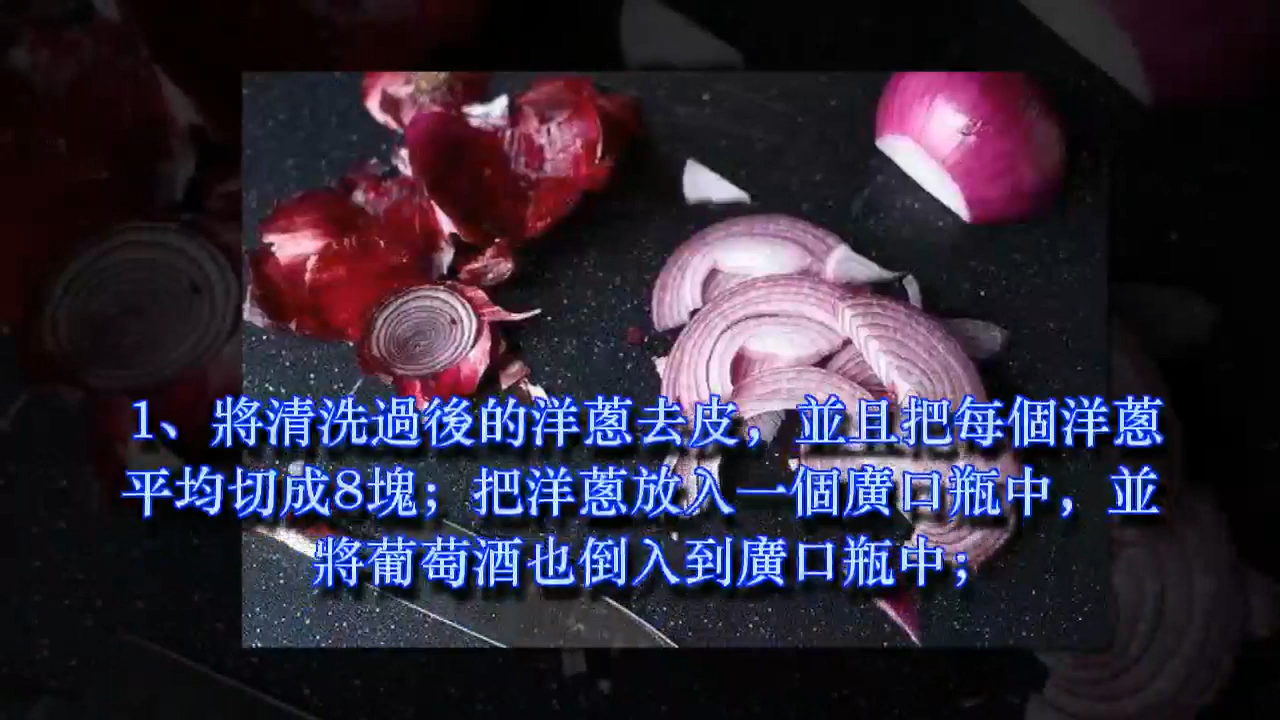 1、將清洗過後的洋蔥去皮，並且把每個洋蔥
平均切成8塊；把洋蔥放入一個廣口瓶中，並
將葡萄酒也倒入到廣口瓶中；